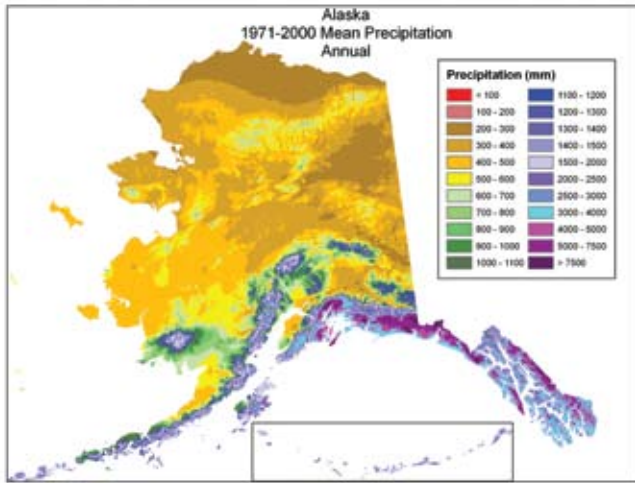 Alaska
1971-2000 Mean Precipitation
Annual
Precipitation (mm)
< 100
100 - 200
200 - 300
300 - 400
400 - 500
500 - 600
600 - 700
700 - 800
800 - 900
900 - 1000
1000 - 1100
1100 - 1200
1200 - 1300
1300 - 1400
1400 - 1500
1500 - 2000
2000 - 2500
2500 - 3000
3000 - 4000
4000 - 5000
5000 - 7500
> 7500